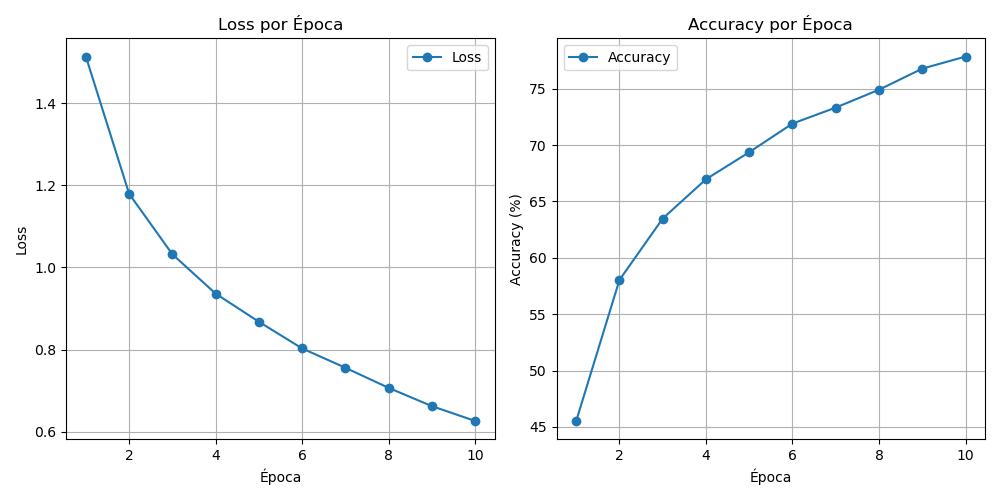 Loss por Época
Loss
1.4
1.2
1.0
0.8
0.6
Loss
2 4 6 8 10
Época
Accuracy por Época
Accuracy
75
70
65
60
55
50
45
Accuracy (%)
2 4 6 8 10
Época